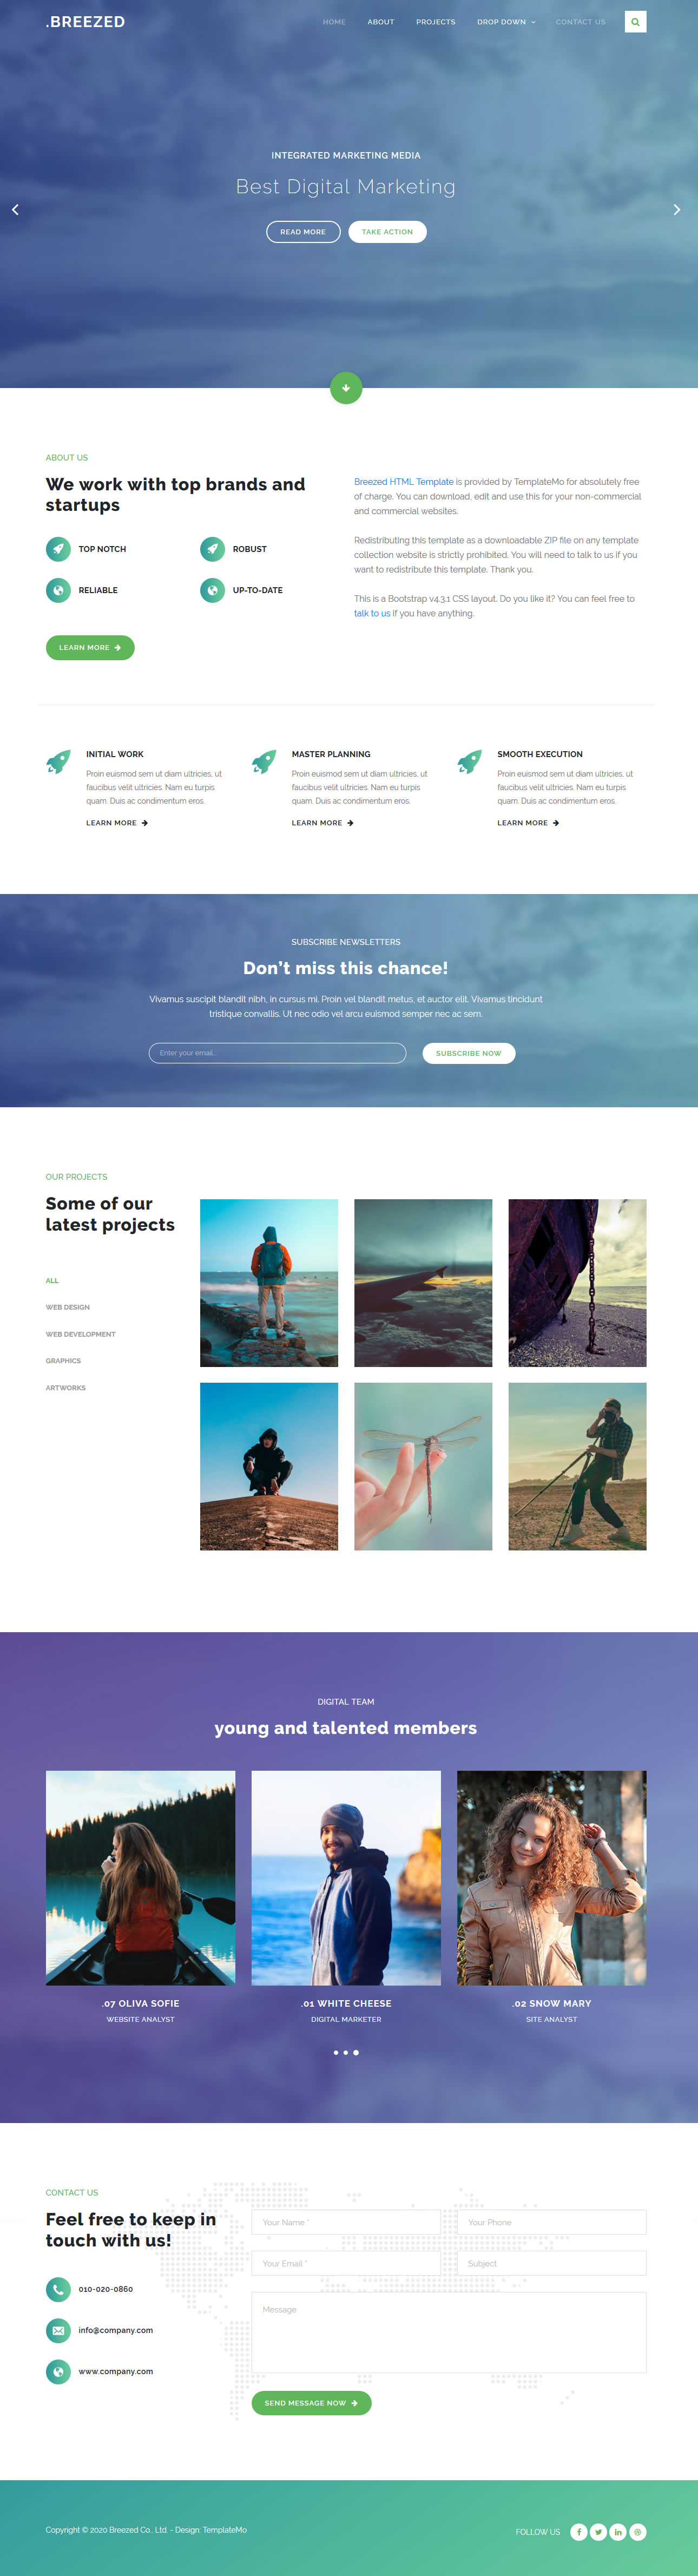 .BREEZED
HOME
ABOUT
PROJECTS
DROP DOWN
CONTACT US
INTEGRATED MARKETING MEDIA
Best Digital Marketing
READ MORE
TAKE ACTION
ABOUT US
We work with top brands and
startups
TOP NOTCH
ROBUST
RELIABLE
UP-TO-DATE
LEARN MORE
Breezed HTML Template is provided by TemplateMo for absolutely free
of charge. You can download, edit and use this for your non-commercial
and commercial websites.
Redistributing this template as a downloadable ZIP file on any template
collection website is strictly prohibited. You will need to talk to us if you
want to redistribute this template. Thank you.
This is a Bootstrap v4.3.1 CSS layout. Do you like it? You can feel free to
talk to us if you have anything.
INITIAL WORK
Proin euismod sem ut diam ultricies, ut
faucibus velit ultricies. Nam eu turpis
quam. Duis ac condimentum eros.
LEARN MORE
MASTER PLANNING
Proin euismod sem ut diam ultricies, ut
faucibus velit ultricies. Nam eu turpis
quam. Duis ac condimentum eros.
LEARN MORE
SMOOTH EXECUTION
Proin euismod sem ut diam ultricies, ut
faucibus velit ultricies. Nam eu turpis
quam. Duis ac condimentum eros.
LEARN MORE
SUBSCRIBE NEWSLETTERS
Don't miss this chance!
Vivamus suscipit blandit nibh, in cursus mi. Proin vel blandit metus, et auctor elit. Vivamus tincidunt
tristique convallis. Ut nec odio vel arcu euismod semper nec ac sem.
Enter your email...
SUBSCRIBE NOW
OUR PROJECTS
Some of our
latest projects
ALL
WEB DESIGN
WEB DEVELOPMENT
GRAPHICS
ARTWORKS
DIGITAL TEAM
young and talented members
.07 OLIVA SOFIE
WEBSITE ANALYST
.01 WHITE CHEESE
DIGITAL MARKETER
.02 SNOW MARY
SITE ANALYST
CONTACT US
Feel free to keep in
touch with us!
010-020-0860
info@company.com
www.company.com
Your Name *
Your Phone
Your Email *
Subject
Message
SEND MESSAGE NOW
Copyright © 2020 Breezed Co., Ltd. - Design: TemplateMo
FOLLOW US